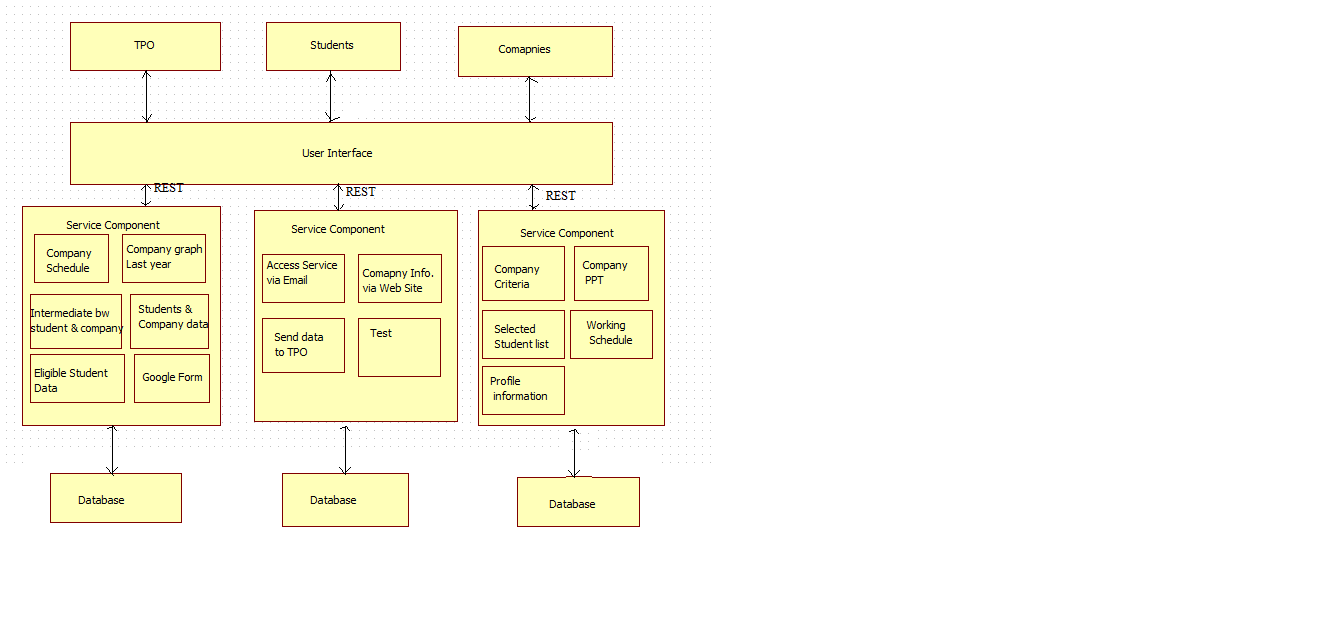 TPO
Students
Comapnies
User Interface
REST
REST
REST
Service Component
Company
Schedule
Company graph
Last year
Intermediate bw
student & company
Students &
Company data
Eligible Student
Data
Google Form
Service Component
Access Service
via Email
Comapny Info.
via Web Site
Send data
to TPO
Test
Service Component
Company
Criteria
Company
PPT
Selected
Student list
Working
Schedule
Profile
information
Database
Database
Database